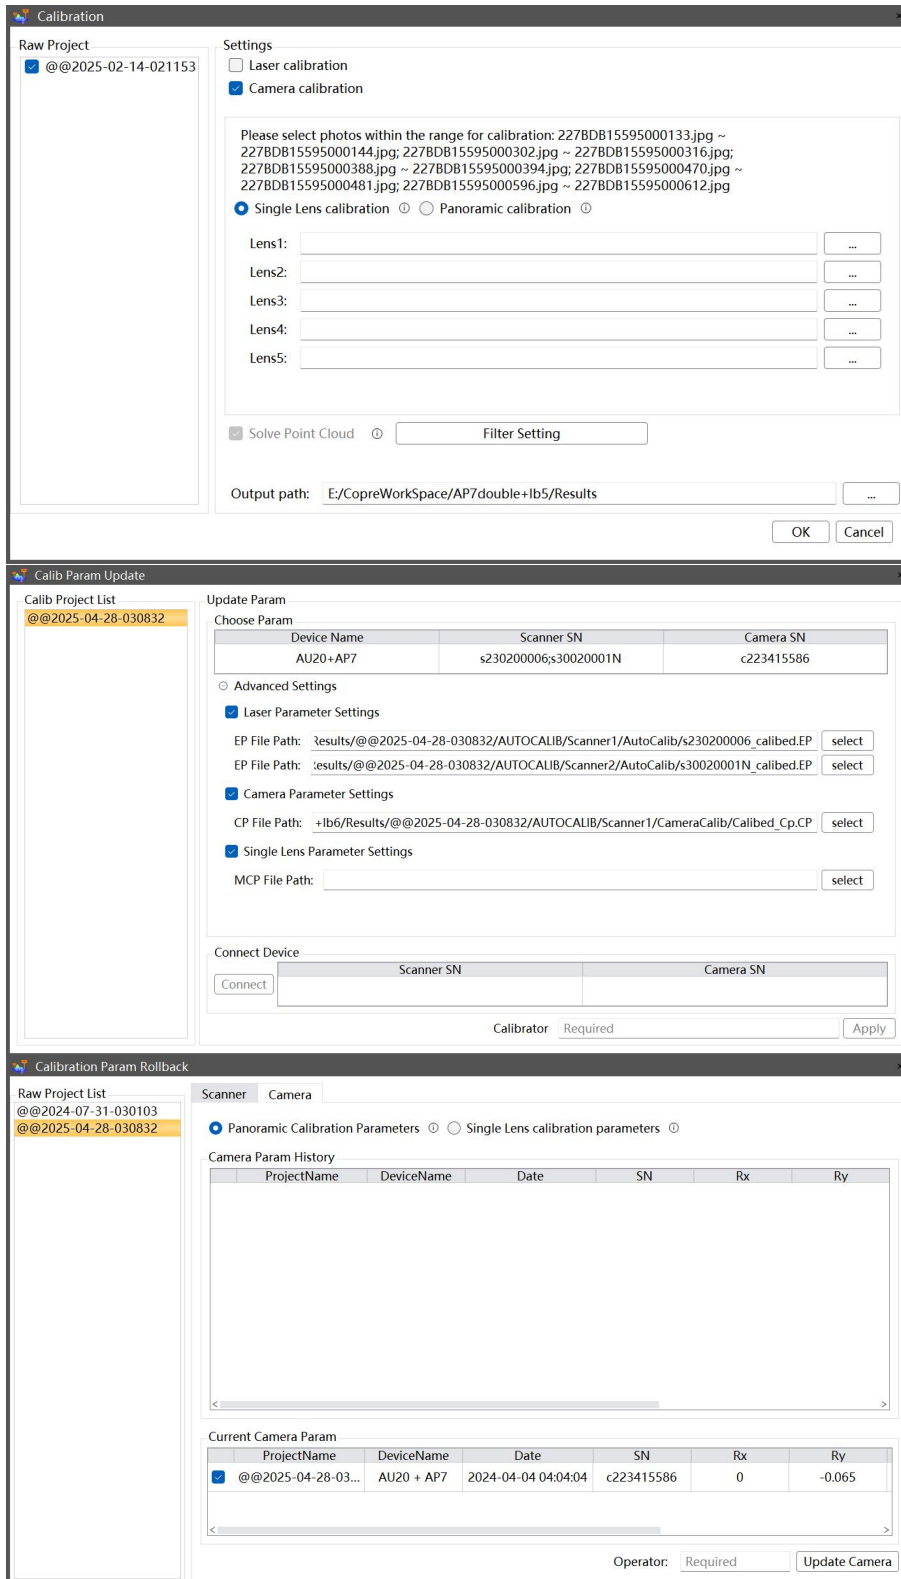 Calibration
Raw Project
@@2025-02-14-021153
Settings
Laser calibration
Camera calibration
Please select photos within the range for calibration: 227BDB15595000133.jpg ~
227BDB15595000144.jpg; 227BDB15595000302.jpg ~ 227BDB15595000316.jpg;
227BDB15595000388.jpg ~ 227BDB15595000394.jpg; 227BDB15595000470.jpg ~
227BDB15595000481.jpg; 227BDB15595000596.jpg ~ 227BDB15595000612.jpg
Single Lens calibration Panoramic calibration
Lens1: ...
Lens2: ...
Lens3: ...
Lens4: ...
Lens5: ...
Solve Point Cloud Filter Setting
Output path: E:/CopreWorkSpace/AP7double+lb5/Results ...
OK Cancel
Calib Param Update
Calib Project List
@@2025-04-28-030832
Update Param
Choose Param
Device Name Scanner SN Camera SN
AU20+AP7 s230200006;s30020001N c223415586
Advanced Settings
Laser Parameter Settings
EP File Path: Results/@@2025-04-28-030832/AUTOCALIB/Scanner1/AutoCalib/s230200006_calibed.EP select
EP File Path: Results/@@2025-04-28-030832/AUTOCALIB/Scanner2/AutoCalib/s30020001N_calibed.EP select
Camera Parameter Settings
CP File Path: +lb6/Results/@@2025-04-28-030832/AUTOCALIB/Scanner1/CameraCalib/Calibed_Cp.CP select
Single Lens Parameter Settings
MCP File Path: select
Connect Device
Connect
Scanner SN Camera SN
Calibrator Required Apply
Calibration Param Rollback
Raw Project List
@@2024-07-31-030103
@@2025-04-28-030832
Scanner Camera
Panoramic Calibration Parameters Single Lens calibration parameters
Camera Param History
ProjectName DeviceName Date SN Rx Ry
Current Camera Param
ProjectName DeviceName Date SN Rx Ry
@@2025-04-28-03... AU20 + AP7 2024-04-04 04:04:04 c223415586 0 -0.065
Operator: Required Update Camera